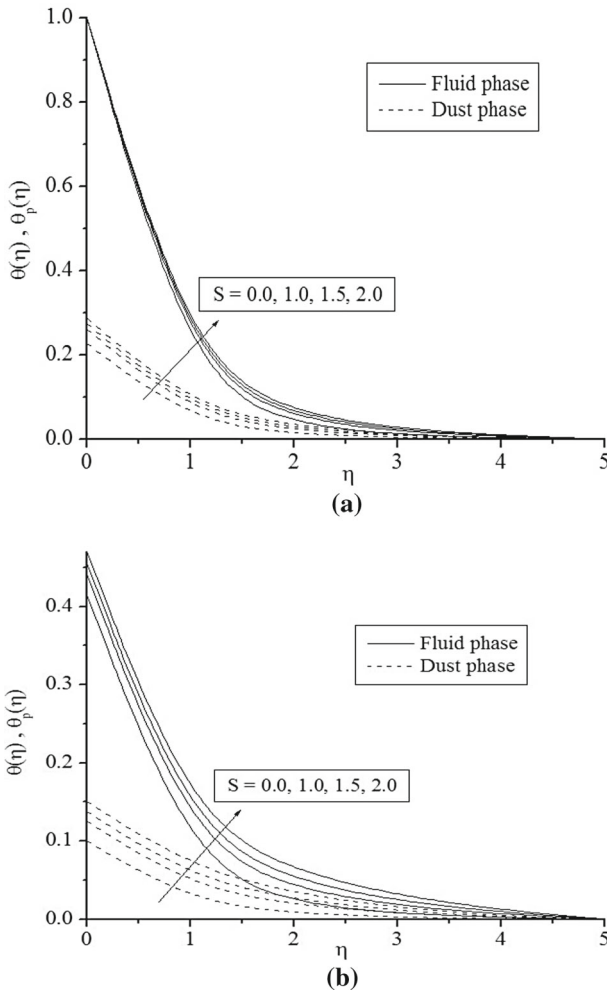 1.0
0.8
0.6
0.4
0.2
0.0
θ(η) , θp(η)
Fluid phase
Dust phase
S = 0.0, 1.0, 1.5, 2.0
0 1 2 3 4 5
η
(a)
0.4
0.3
0.2
0.1
0.0
θ(η) , θp(η)
Fluid phase
Dust phase
S = 0.0, 1.0, 1.5, 2.0
0 1 2 3 4 5
η
(b)